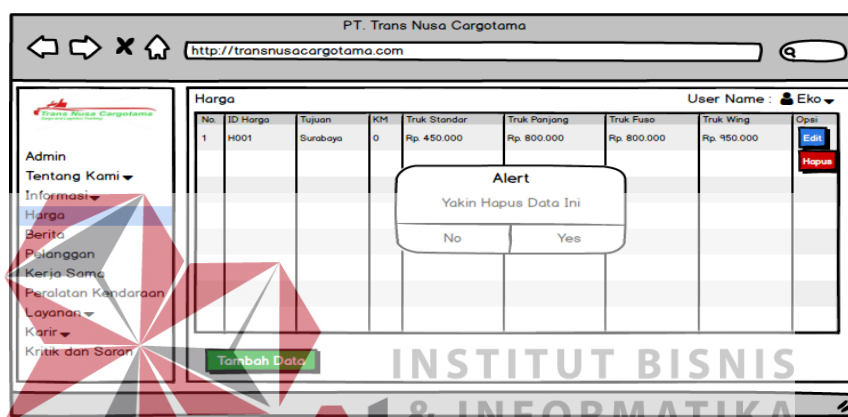 PT. Trans Nusa Cargotama
http://transnusacargotama.com
Trans Nusa Cargotama
Harga
User Name : Eko
No. ID Harga Tujuan KM Truk Standar Truk Panjang Truk Fuso Truk Wing Opsi
1 H001 Surabaya 0 Rp. 450.000 Rp. 800.000 Rp. 800.000 Rp. 950.000 Edit
Hapus
Admin
Tentang Kami
Informasi
Harga
Berita
Pelanggan
Kerja Sama
Peralatan Kendaraan
Layanan
Karir
Kritik dan Saran
Alert
Yakin Hapus Data Ini
No Yes
Tambah Data
INSTITUT BISNIS
& INFORMATIKA